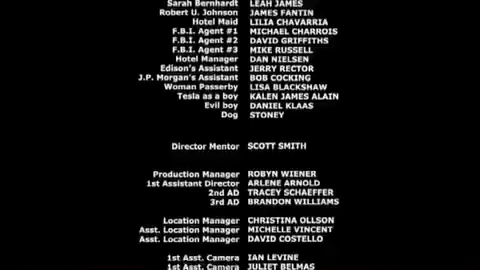 Sarah Bernhardt LEAH JAMES
Robert U. Johnson JAMES FANTIN
Hotel Maid LILIA CHAVARRIA
F.B.I. Agent #1 MICHAEL CHARROIS
F.B.I. Agent #2 DAVID GRIFFITHS
F.B.I. Agent #3 MIKE RUSSELL
Hotel Manager DAN NIELSEN
Edison's Assistant JERRY RECTOR
J.P. Morgan's Assistant BOB COCKING
Woman Passerby LISA BLACKSHAW
Tesla as a boy KALEN JAMES ALAIN
Evil boy DANIEL KLAAS
Dog STONEY
Director Mentor SCOTT SMITH
Production Manager ROBYN WIENER
1st Assistant Director ARLENE ARNOLD
2nd AD TRACEY SCHAEFFER
3rd AD BRANDON WILLIAMS
Location Manager CHRISTINA OLLSON
Asst. Location Manager MICHELLE VINCENT
Asst. Location Manager DAVID COSTELLO
1st Asst. Camera IAN LEVINE
1st Asst. Camera JULIET BELMAS